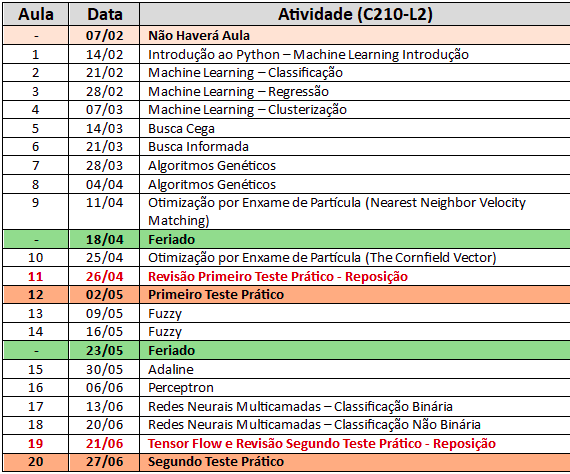 Aula Data Atividade (C210-L2)
- 07/02 Não Haverá Aula
1 14/02 Introdução ao Python – Machine Learning Introdução
2 21/02 Machine Learning – Classificação
3 28/02 Machine Learning – Regressão
4 07/03 Machine Learning – Clusterização
5 14/03 Busca Cega
6 21/03 Busca Informada
7 28/03 Algoritmos Genéticos
8 04/04 Algoritmos Genéticos
9 11/04 Otimização por Enxame de Partícula (Nearest Neighbor Velocity
Matching)
- 18/04 Feriado
10 25/04 Otimização por Enxame de Partícula (The Cornfield Vector)
11 26/04 Revisão Primeiro Teste Prático - Reposição
12 02/05 Primeiro Teste Prático
13 09/05 Fuzzy
14 16/05 Fuzzy
- 23/05 Feriado
15 30/05 Adaline
16 06/06 Perceptron
17 13/06 Redes Neurais Multicamadas – Classificação Binária
18 20/06 Redes Neurais Multicamadas – Classificação Não Binária
19 21/06 Tensor Flow e Revisão Segundo Teste Prático - Reposição
20 27/06 Segundo Teste Prático